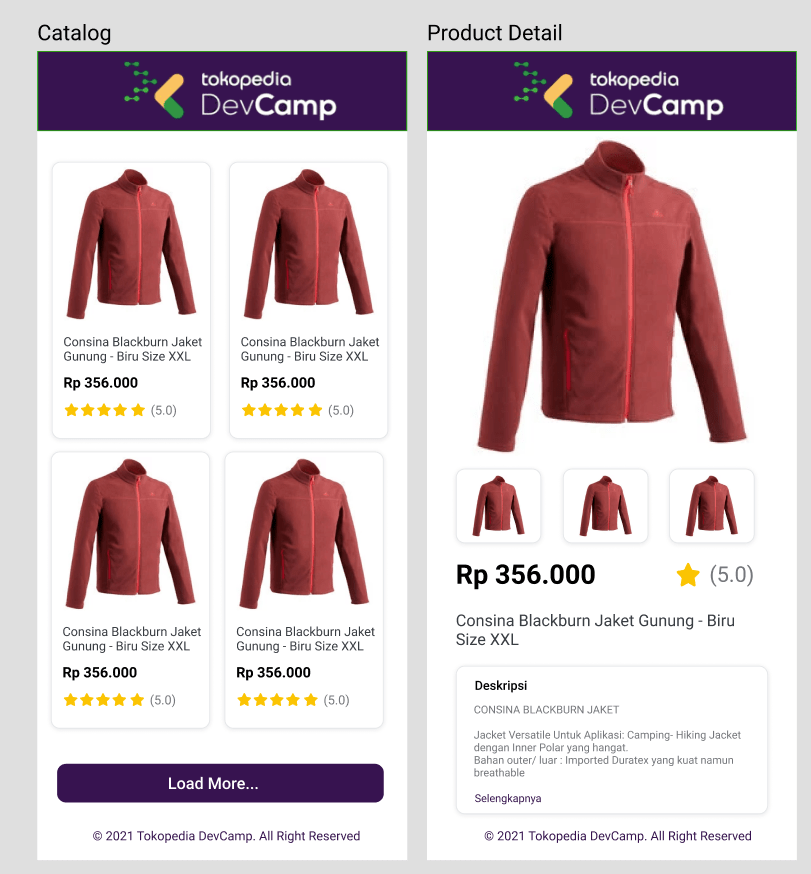 Catalog
tokopedia
DevCamp
Consina Blackburn Jaket
Gunung - Biru Size XXL
Rp 356.000
(5.0)
Consina Blackburn Jaket
Gunung - Biru Size XXL
Rp 356.000
(5.0)
Consina Blackburn Jaket
Gunung - Biru Size XXL
Rp 356.000
(5.0)
Consina Blackburn Jaket
Gunung - Biru Size XXL
Rp 356.000
(5.0)
Load More...
© 2021 Tokopedia DevCamp. All Right Reserved
Product Detail
tokopedia
DevCamp
Rp 356.000
(5.0)
Consina Blackburn Jaket Gunung - Biru
Size XXL
Deskripsi
CONSINA BLACKBURN JAKET
Jacket Versatile Untuk Aplikasi: Camping- Hiking Jacket
dengan Inner Polar yang hangat.
Bahan outer/ luar : Imported Duratex yang kuat namun
breathable
Selengkapnya
© 2021 Tokopedia DevCamp. All Right Reserved